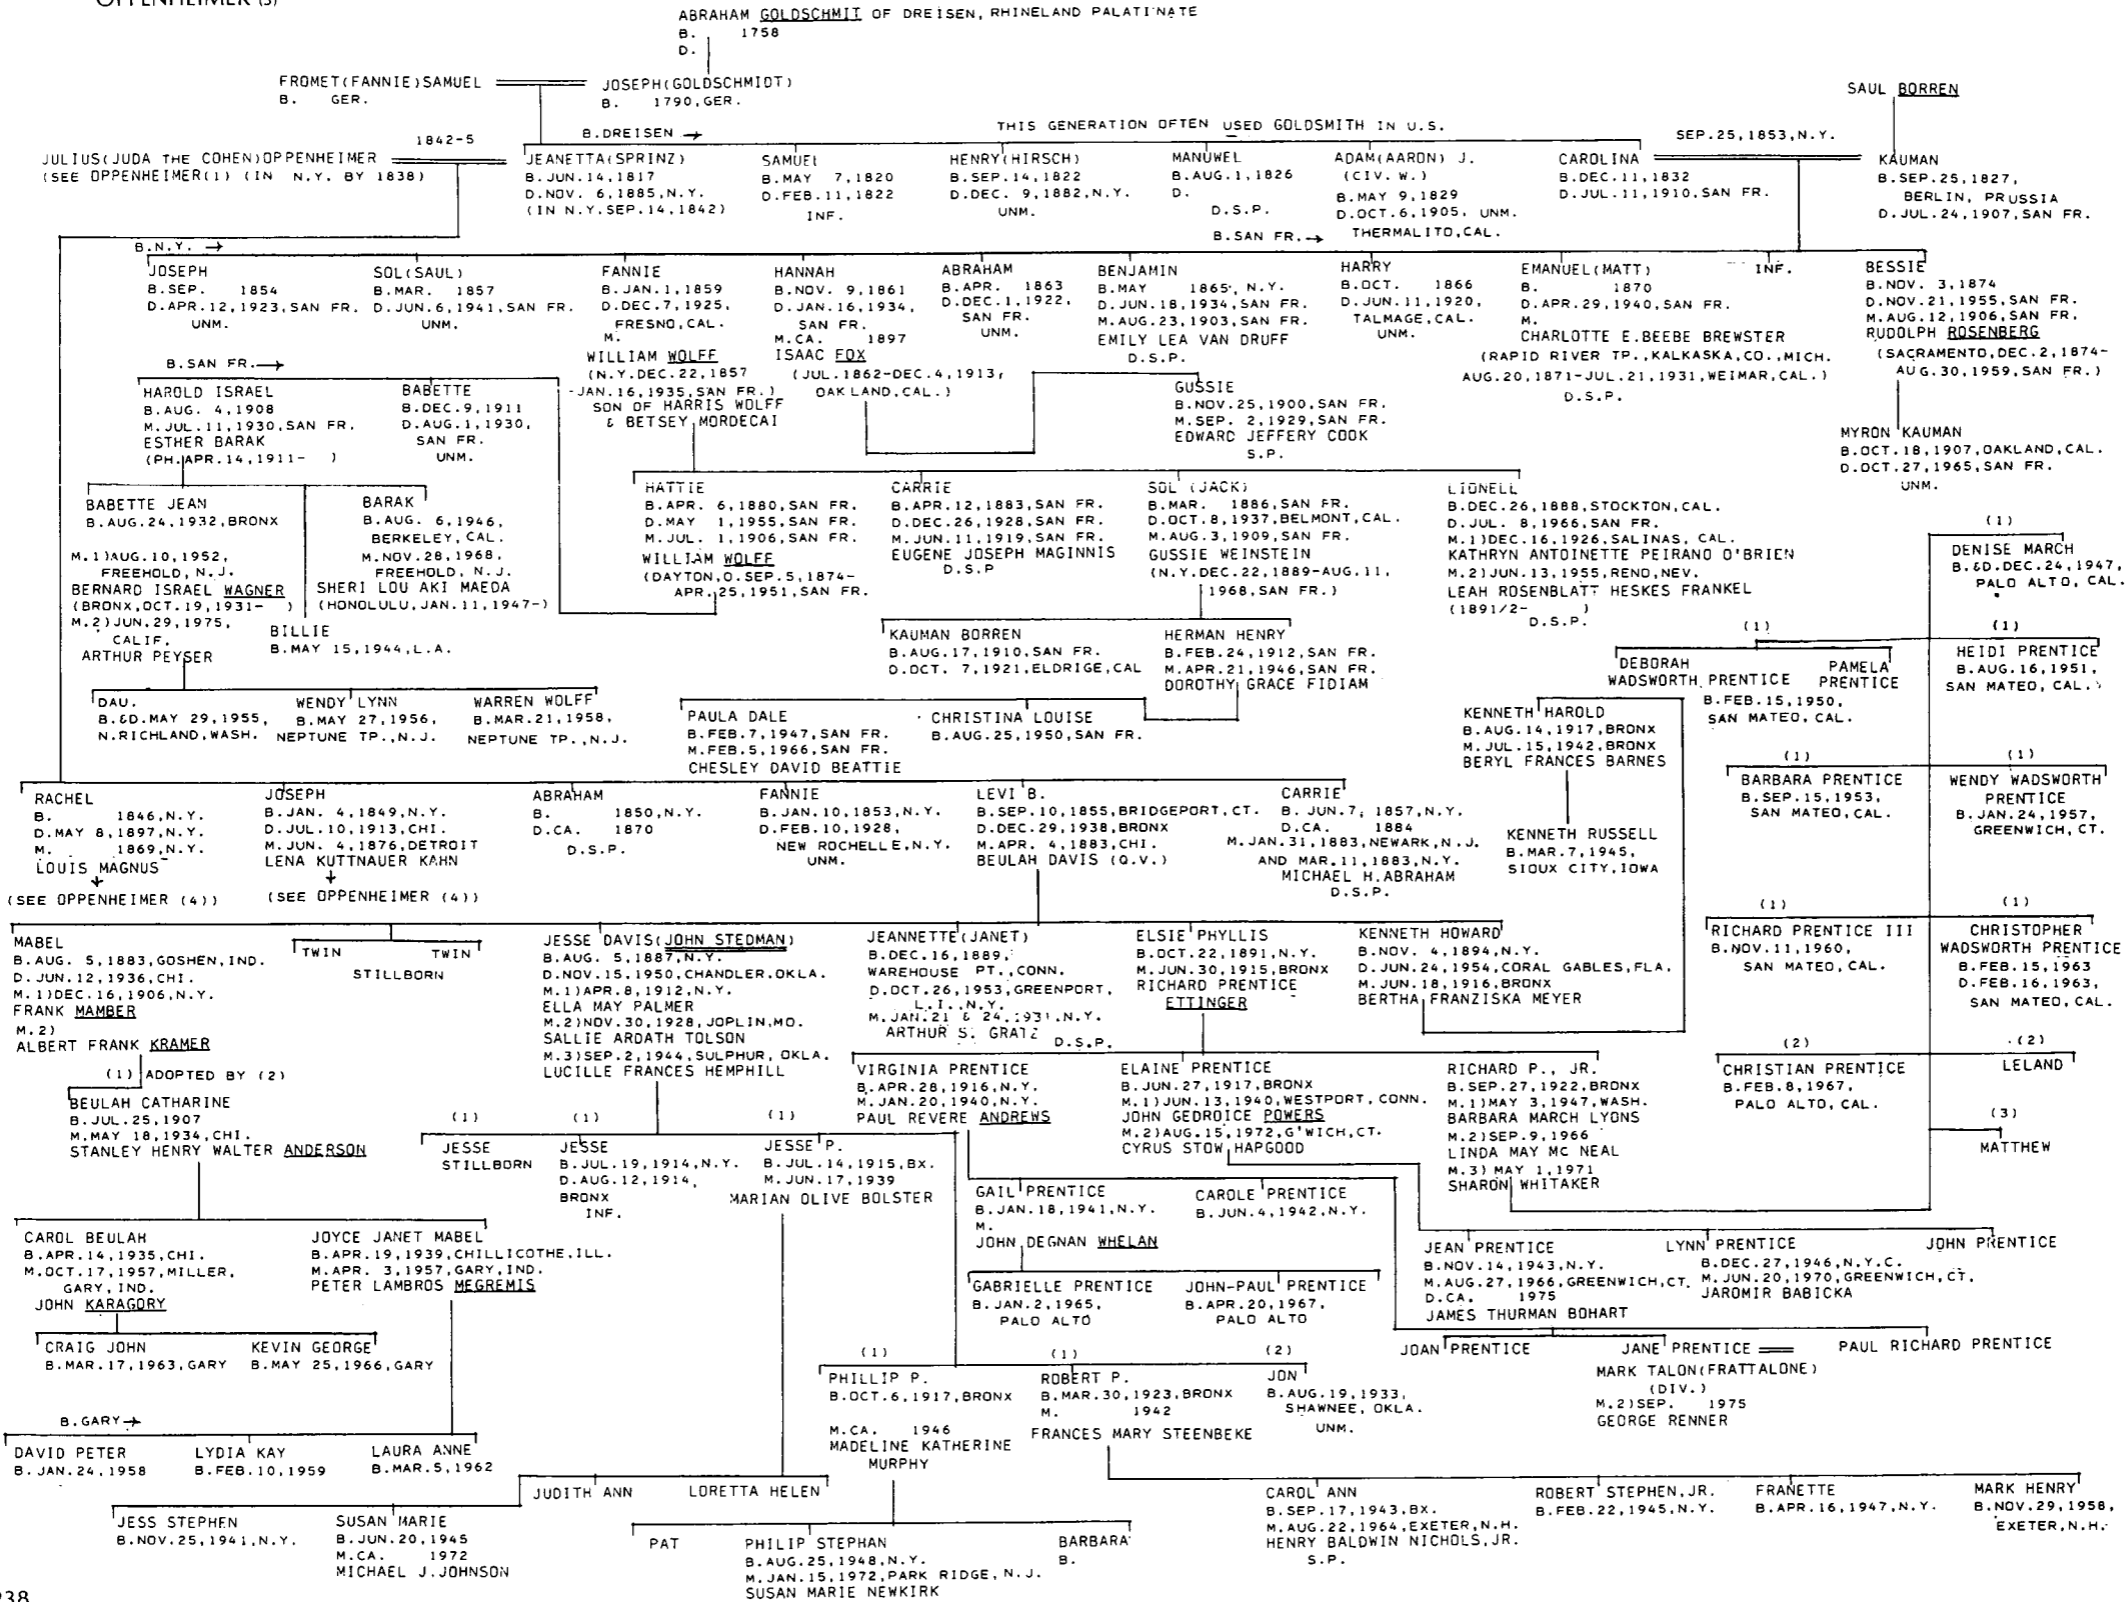 OPPENHEIMER (3)
ABRAHAM GOLDSCHMIT OF DREISEN, RHINELAND PALATINATE
B. 1758
D.
FROMET(FANNIE)SAMUEL
B. GER.
JOSEPH(GOLDSCHMIDT)
B. 1790,GER.
SAUL BORREN
1842-5
B.DREISEN →
THIS GENERATION OFTEN USED GOLDSMITH IN U.S.
SEP.25,1853,N.Y.
JULIUS(JUDA THE COHEN)OPPENHEIMER
(SEE OPPENHEIMER(1) (IN N.Y. BY 1838)
JEANETTA(SPRINZ)
B.JUN.14,1817
D.NOV. 6,1885,N.Y.
(IN N.Y.SEP.14,1842)
SAMUEL
B.MAY 7,1820
D.FEB.11,1822
INF.
HENRY(HIRSCH)
B.SEP.14,1822
D.DEC. 9,1882,N.Y.
UNM.
MANUWEL
B.AUG.1,1826
D.
D.S.P.
ADAM(AARON) J.
(CIV. W.)
B.MAY 9,1829
D.OCT.6,1905, UNM.
THERMALITO,CAL.
CAROLINA
B.DEC.11,1832
D.JUL.11,1910,SAN FR.
KAUMAN
B.SEP.25,1827,
BERLIN, PRUSSIA
D.JUL.24,1907,SAN FR.
B.N.Y. →
B.SAN FR.→
JOSEPH
B.SEP. 1854
D.APR.12,1923,SAN FR.
UNM.
SOL(SAUL)
B.MAR. 1857
D.JUN.6,1941,SAN FR.
UNM.
FANNIE
B.JAN.1,1859
D.DEC.7,1925,
FRESNO,CAL.
M.
WILLIAM WOLFF
(N.Y.DEC.22,1857
-JAN.16,1935,SAN FR.)
SON OF HARRIS WOLFF
& BETSEY MORDECAI
HANNAH
B.NOV. 9,1861
D.JAN.16,1934,
SAN FR.
M.CA. 1897
ISAAC FOX
(JUL.1862-DEC.4,1913,
OAKLAND,CAL.)
ABRAHAM
B.APR. 1863
D.DEC.1,1922,
SAN FR.
UNM.
BENJAMIN
B.MAY 1865, N.Y.
D.JUN.18,1934,SAN FR.
M.AUG.23,1903,SAN FR.
EMILY LEA VAN DRUFF
D.S.P.
HARRY
B.OCT. 1866
D.JUN.11,1920,
TALMAGE,CAL.
UNM.
EMANUEL(MATT)
B. 1870
D.APR.29,1940,SAN FR.
M.
CHARLOTTE E.BEEBE BREWSTER
(RAPID RIVER TP.,KALKASKA,CO.,MICH.
AUG.20,1871-JUL.21,1931,WEIMAR,CAL.)
D.S.P.
INF.
BESSIE
B.NOV. 3,1874
D.NOV.21,1955,SAN FR.
M.AUG.12,1906,SAN FR.
RUDOLPH ROSENBERG
(SACRAMENTO,DEC.2,1874-
AUG.30,1959,SAN FR.)
B.SAN FR.→
HAROLD ISRAEL
B.AUG. 4,1908
M.JUL.11,1930,SAN FR.
ESTHER BARAK
(PH.APR.14,1911- )
BABETTE
B.DEC.9,1911
D.AUG.1,1930,
SAN FR.
UNM.
GUSSIE
B.NOV.25,1900,SAN FR.
M.SEP. 2,1929,SAN FR.
EDWARD JEFFERY COOK
S.P.
MYRON KAUMAN
B.OCT.18,1907,OAKLAND,CAL.
D.OCT.27,1965,SAN FR.
UNM.
BABETTE JEAN
B.AUG.24,1932,BRONX
M.1)AUG.10,1952,
FREEHOLD, N.J.
BERNARD ISRAEL WAGNER
(BRONX,OCT.19,1931- )
M.2)JUN.29,1975,
CALIF.
ARTHUR PEYSER
BARAK
B.AUG. 6,1946,
BERKELEY, CAL.
M.NOV.28,1968,
FREEHOLD, N.J.
SHERI LOU AKI MAEDA
(HONOLULU,JAN.11,1947-)
BILLIE
B.MAY 15,1944,L.A.
HATTIE
B.APR. 6,1880,SAN FR.
D.MAY 1,1955,SAN FR.
M.JUL. 1,1906,SAN FR.
WILLIAM WOLFF
(DAYTON,O.SEP.5,1874-
APR.25,1951,SAN FR.
CARRIE
B.APR.12,1883,SAN FR.
D.DEC.26,1928,SAN FR.
M.JUN.11,1919,SAN FR.
EUGENE JOSEPH MAGINNIS
D.S.P
SOL (JACK)
B.MAR. 1886,SAN FR.
D.OCT.8,1937,BELMONT,CAL.
M.AUG.3,1909,SAN FR.
GUSSIE WEINSTEIN
(N.Y.DEC.22,1889-AUG.11,
1968,SAN FR.)
LIONELL
B.DEC.26,1888,STOCKTON,CAL.
D.JUL. 8,1966,SAN FR.
M.1)DEC.16,1926,SALINAS, CAL.
KATHRYN ANTOINETTE PEIRANO O'BRIEN
M.2)JUN.13,1955,RENO,NEV.
LEAH ROSENBLATT HESKES FRANKEL
(1891/2- )
D.S.P.
(1)
DENISE MARCH
B.&D.DEC.24,1947,
PALO ALTO, CAL.
KAUMAN BORREN
B.AUG.17,1910,SAN FR.
D.OCT. 7,1921,ELDRIGE,CAL
HERMAN HENRY
B.FEB.24,1912,SAN FR.
M.APR.21,1946,SAN FR.
DOROTHY GRACE FIDIAM
(1)
DEBORAH
WADSWORTH PRENTICE
B.FEB.15,1950,
SAN MATEO, CAL.
PAMELA
PRENTICE
(1)
HEIDI PRENTICE
B.AUG.16,1951,
SAN MATEO, CAL.
DAU.
B.&D.MAY 29,1955,
N.RICHLAND,WASH.
WENDY LYNN
B.MAY 27,1956,
NEPTUNE TP.,N.J.
WARREN WOLFF
B.MAR.21,1958,
NEPTUNE TP.,N.J.
PAULA DALE
B.FEB.7,1947,SAN FR.
M.FEB.5,1966,SAN FR.
CHESLEY DAVID BEATTIE
CHRISTINA LOUISE
B.AUG.25,1950,SAN FR.
KENNETH HAROLD
B.AUG.14,1917,BRONX
M.JUL.15,1942,BRONX
BERYL FRANCES BARNES
(1)
BARBARA PRENTICE
B.SEP.15,1953,
SAN MATEO, CAL.
(1)
WENDY WADSWORTH
PRENTICE
B.JAN.24,1957,
GREENWICH, CT.
RACHEL
B. 1846,N.Y.
D.MAY 8,1897,N.Y.
M. 1869,N.Y.
LOUIS MAGNUS
↓
(SEE OPPENHEIMER (4))
JOSEPH
B.JAN. 4,1849,N.Y.
D.JUL.10,1913,CHI.
M.JUN. 4,1876,DETROIT
LENA KUTTNAUER KAHN
↓
(SEE OPPENHEIMER (4))
ABRAHAM
B. 1850,N.Y.
D.CA. 1870
D.S.P.
FANNIE
B.JAN.10,1853,N.Y.
D.FEB.10,1928,
NEW ROCHELLE,N.Y.
UNM.
LEVI B.
B.SEP.10,1855,BRIDGEPORT,CT.
D.DEC.29,1938,BRONX
M.APR. 4,1883,CHI.
BEULAH DAVIS (Q.V.)
CARRIE
B. JUN.7, 1857,N.Y.
D.CA. 1884
M.JAN.31,1883,NEWARK,N.J.
AND MAR.11,1883,N.Y.
MICHAEL H.ABRAHAM
D.S.P.
KENNETH RUSSELL
B.MAR.7,1945,
SIOUX CITY,IOWA
(1)
RICHARD PRENTICE III
B.NOV.11,1960,
SAN MATEO, CAL.
(1)
CHRISTOPHER
WADSWORTH PRENTICE
B.FEB.15,1963
D.FEB.16,1963,
SAN MATEO, CAL.
MABEL
B.AUG. 5,1883,GOSHEN,IND.
D.JUN.12,1936,CHI.
M.1)DEC.16,1906,N.Y.
FRANK MAMBER
M.2)
ALBERT FRANK KRAMER
TWIN TWIN
STILLBORN
JESSE DAVIS(JOHN STEDMAN)
B.AUG. 5,1887,N.Y.
D.NOV.15,1950,CHANDLER,OKLA.
M.1)APR.8,1912,N.Y.
ELLA MAY PALMER
M.2)NOV.30,1928,JOPLIN,MO.
SALLIE ARDATH TOLSON
M.3)SEP.2,1944,SULPHUR, OKLA.
LUCILLE FRANCES HEMPHILL
JEANNETTE(JANET)
B.DEC.16,1889,
WAREHOUSE PT.,CONN.
D.OCT.26,1953,GREENPORT,
L.I.,N.Y.
M.JAN.21 & 24,1931,N.Y.
ARTHUR S. GRATZ
D.S.P.
ELSIE PHYLLIS
B.OCT.22,1891,N.Y.
M.JUN.30,1915,BRONX
RICHARD PRENTICE
ETTINGER
KENNETH HOWARD
B.NOV. 4,1894,N.Y.
D.JUN.24,1954,CORAL GABLES,FLA.
M.JUN.18,1916,BRONX
BERTHA FRANZISKA MEYER
(1) ADOPTED BY (2)
BEULAH CATHARINE
B.JUL.25,1907
M.MAY 18,1934,CHI.
STANLEY HENRY WALTER ANDERSON
VIRGINIA PRENTICE
B.APR.28,1916,N.Y.
M.JAN.20,1940,N.Y.
PAUL REVERE ANDREWS
ELAINE PRENTICE
B.JUN.27,1917,BRONX
M.1)JUN.13,1940,WESTPORT,CONN.
JOHN GEDROICE POWERS
M.2)AUG.15,1972,G'WICH,CT.
CYRUS STOW HAPGOOD
RICHARD P., JR.
B.SEP.27,1922,BRONX
M.1)MAY 3,1947,WASH.
BARBARA MARCH LYONS
M.2)SEP.9,1966
LINDA MAY MC NEAL
M.3) MAY 1,1971
SHARON WHITAKER
(2)
CHRISTIAN PRENTICE
B.FEB.8,1967,
PALO ALTO, CAL.
(2)
LELAND
(3)
MATTHEW
(1)
JESSE
STILLBORN
(1)
JESSE
B.JUL.19,1914,N.Y.
D.AUG.12,1914,
BRONX
INF.
(1)
JESSE P.
B.JUL.14,1915,BX.
M.JUN.17,1939
MARIAN OLIVE BOLSTER
GAIL PRENTICE
B.JAN.18,1941,N.Y.
M.
JOHN DEGNAN WHELAN
CAROLE PRENTICE
B.JUN.4,1942,N.Y.
CAROL BEULAH
B.APR.14,1935,CHI.
M.OCT.17,1957,MILLER,
GARY,IND.
JOHN KARAGORY
JOYCE JANET MABEL
B.APR.19,1939,CHILLICOTHE,ILL.
M.APR. 3,1957,GARY,IND.
PETER LAMBROS MEGREMIS
JEAN PRENTICE
B.NOV.14,1943,N.Y.
M.AUG.27,1966,GREENWICH,CT.
D.CA. 1975
JAMES THURMAN BOHART
LYNN PRENTICE
B.DEC.27,1946,N.Y.C.
M.JUN.20,1970,GREENWICH,CT.
JAROMIR BABICKA
JOHN PRENTICE
GABRIELLE PRENTICE
B.JAN.2,1965,
PALO ALTO
JOHN-PAUL PRENTICE
B.APR.20,1967,
PALO ALTO
CRAIG JOHN
B.MAR.17,1963,GARY
KEVIN GEORGE
B.MAY 25,1966,GARY
JOAN PRENTICE
JANE PRENTICE
MARK TALON(FRATTALONE)
(DIV.)
M.2)SEP. 1975
GEORGE RENNER
PAUL RICHARD PRENTICE
(1)
PHILLIP P.
B.OCT.6,1917,BRONX
M.CA. 1946
MADELINE KATHERINE
MURPHY
(1)
ROBERT P.
B.MAR.30,1923,BRONX
M. 1942
FRANCES MARY STEENBEKE
(2)
JON
B.AUG.19,1933,
SHAWNEE, OKLA.
UNM.
B.GARY→
DAVID PETER
B.JAN.24,1958
LYDIA KAY
B.FEB.10,1959
LAURA ANNE
B.MAR.5,1962
JUDITH ANN
LORETTA HELEN
CAROL ANN
B.SEP.17,1943,BX.
M.AUG.22,1964,EXETER,N.H.
HENRY BALDWIN NICHOLS,JR.
S.P.
ROBERT STEPHEN,JR.
B.FEB.22,1945,N.Y.
FRANETTE
B.APR.16,1947,N.Y.
MARK HENRY
B.NOV.29,1958,
EXETER,N.H.
JESS STEPHEN
B.NOV.25,1941,N.Y.
SUSAN MARIE
B.JUN.20,1945
M.CA. 1972
MICHAEL J.JOHNSON
PAT
PHILIP STEPHAN
B.AUG.25,1948,N.Y.
M.JAN.15,1972,PARK RIDGE, N.J.
SUSAN MARIE NEWKIRK
BARBARA
B.